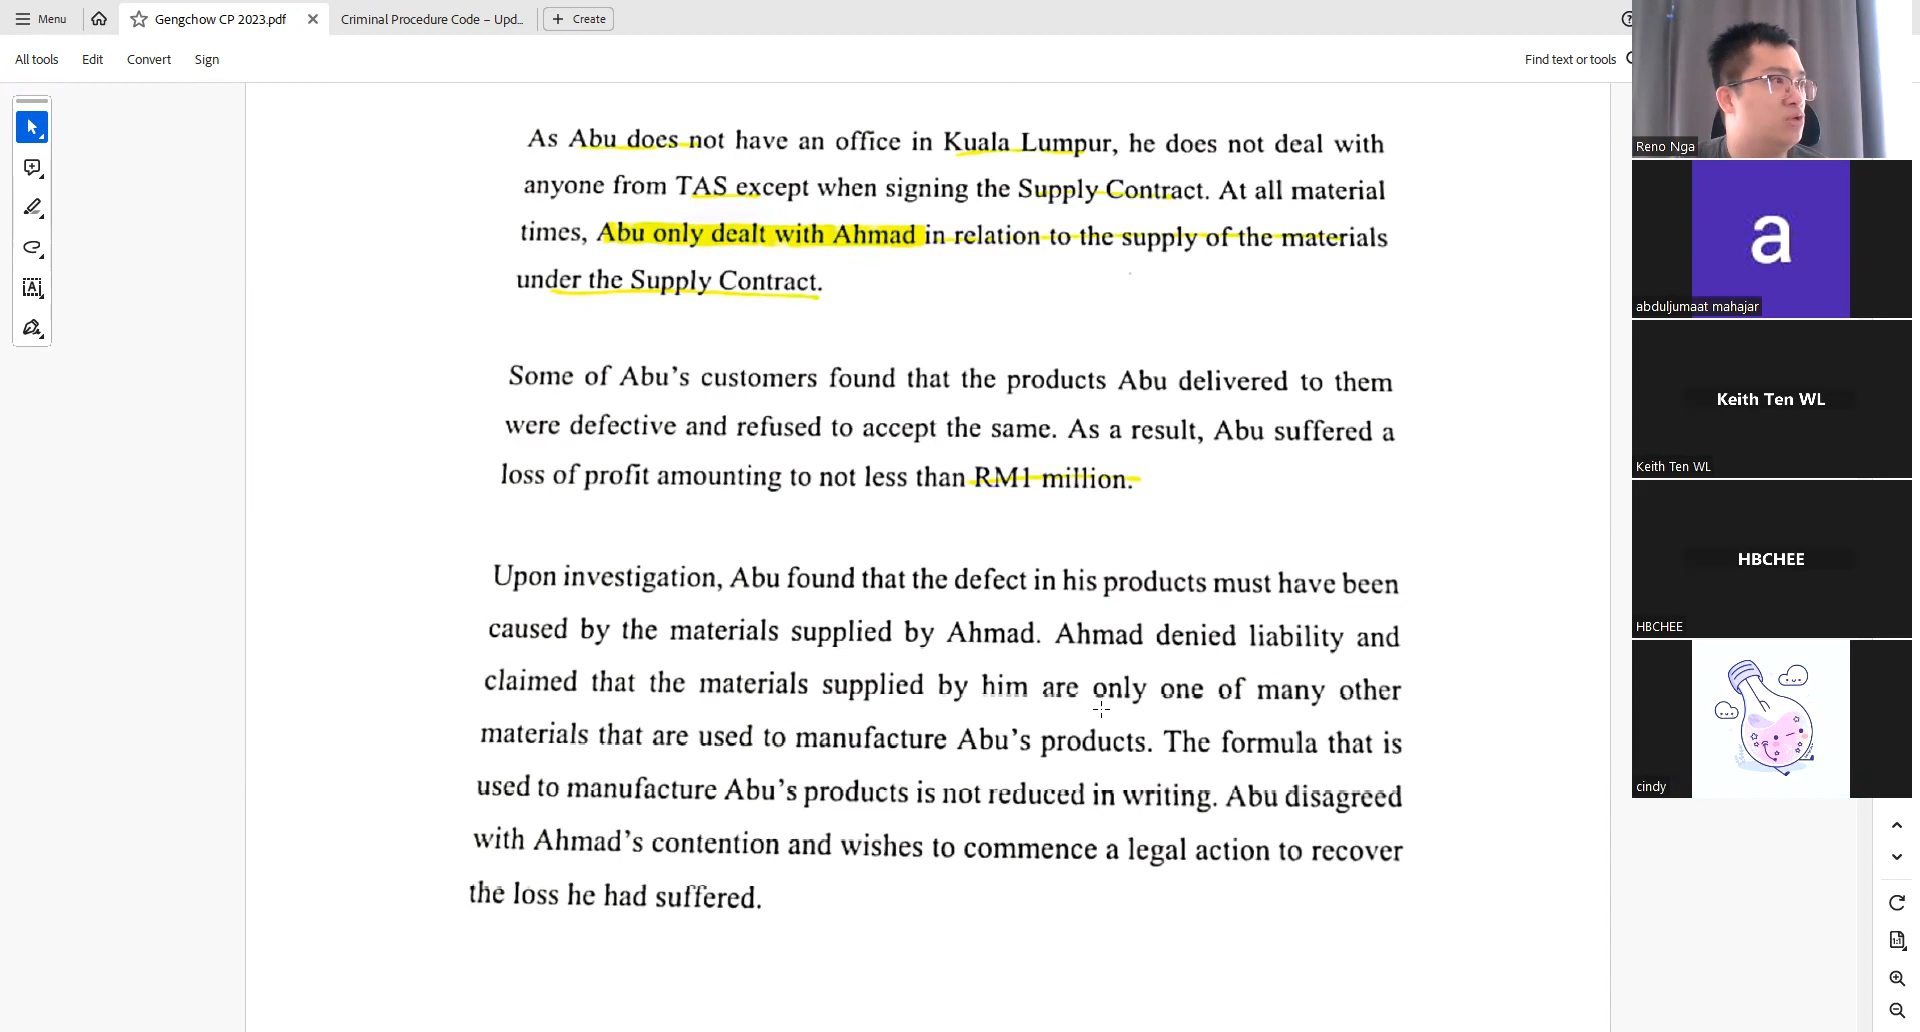 Menu
Gengchow CP 2023.pdf
Criminal Procedure Code – Upd...
Create
All tools
Edit
Convert
Sign
Find text or tools
As Abu does not have an office in Kuala Lumpur, he does not deal with
anyone from TAS except when signing the Supply Contract. At all material
times, Abu only dealt with Ahmad in relation to the supply of the materials
under the Supply Contract.
Some of Abu's customers found that the products Abu delivered to them
were defective and refused to accept the same. As a result, Abu suffered a
loss of profit amounting to not less than RM1 million.
Upon investigation, Abu found that the defect in his products must have been
caused by the materials supplied by Ahmad. Ahmad denied liability and
claimed that the materials supplied by him are only one of many other
materials that are used to manufacture Abu's products. The formula that is
used to manufacture Abu's products is not reduced in writing. Abu disagreed
with Ahmad's contention and wishes to commence a legal action to recover
the loss he had suffered.
Reno Nga
a
abduljumaat mahajar
Keith Ten WL
Keith Ten WL
HBCHEE
HBCHEE
cindy
1:1